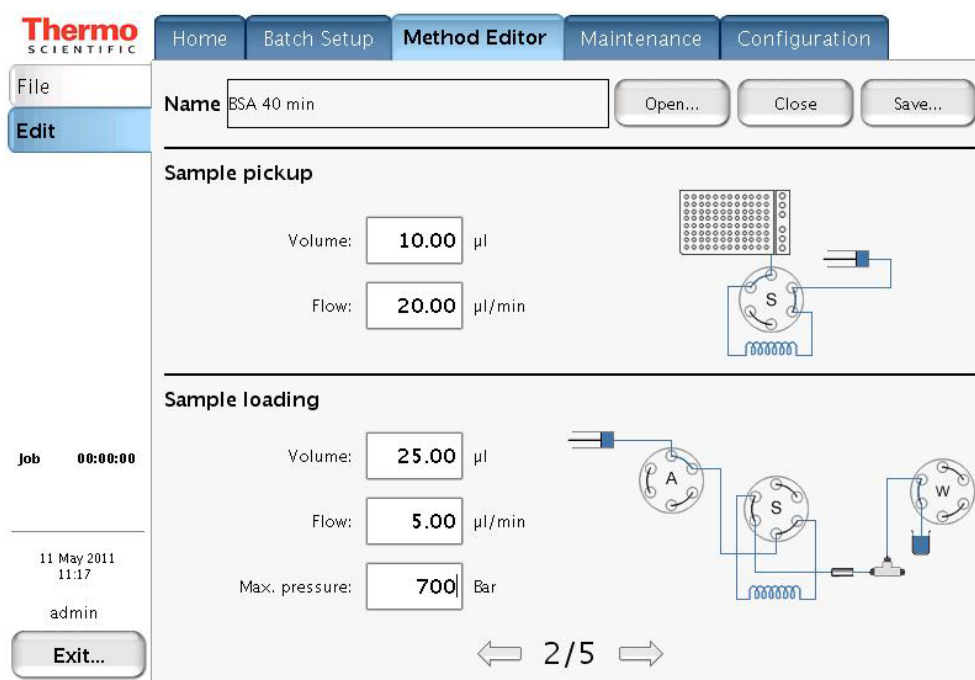 Thermo
SCIENTIFIC
Home Batch Setup Method Editor Maintenance Configuration
File
Edit
Name BSA 40 min Open... Close Save...
Sample pickup
Volume: 10.00 µl
Flow: 20.00 µl/min
S
Sample loading
Volume: 25.00 µl
Flow: 5.00 µl/min
Max. pressure: 700 Bar
A
S
W
Job 00:00:00
11 May 2011
11:17
admin
Exit...
2/5